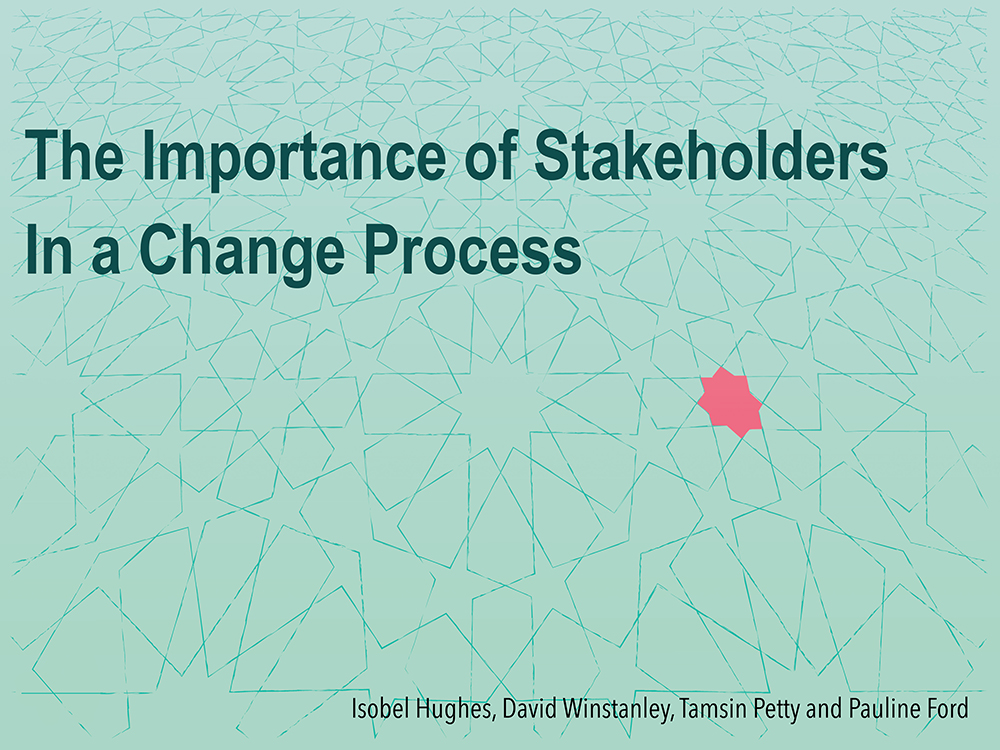 The Importance of Stakeholders
In a Change Process
Isobel Hughes, David Winstanley, Tamsin Petty and Pauline Ford